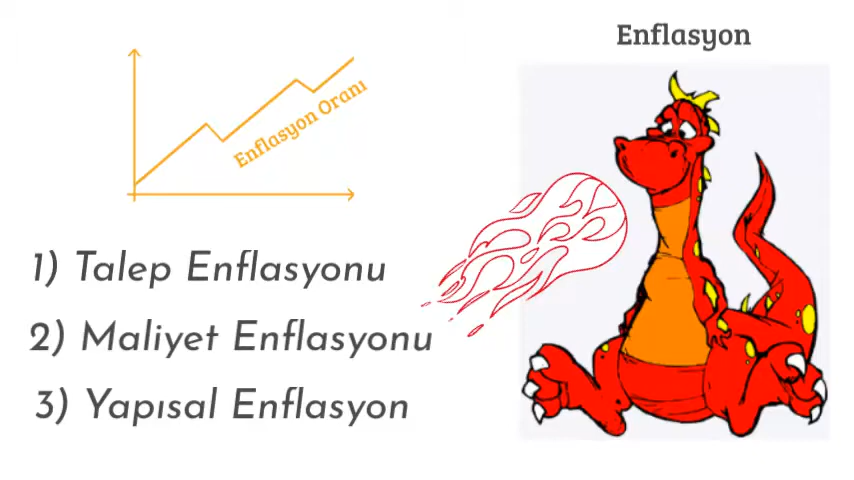 Enflasyon
Enflasyon Oranı
1) Talep Enflasyonu
2) Maliyet Enflasyonu
3) Yapısal Enflasyon